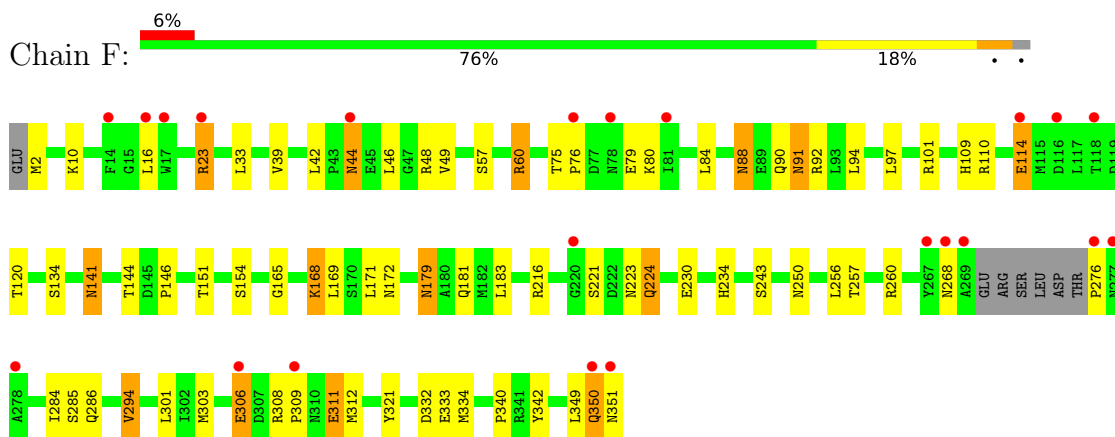 6%
Chain F:
76% 18% . .
GLU M2 K10 F14 G15 L16 W17 R23 L33 V39 L42 P43 N44 E45 L46 G47 R48 V49 S57 R60 T75 P76 D77 N78 E79 K80 I81 L84 N88 E89 Q90 N91 R92 L93 L94 L97 R101 H109 R110 E114 M115 D116 L117 T118 D119
T120 S134 N141 T144 D145 P146 T151 S154 G165 K168 L169 S170 L171 N172 N179 A180 Q181 M182 L183 R216 G220 S221 D222 N223 Q224 E230 H234 S243 N250 L256 T257 R260 Y267 N268 A269 GLU ARG SER LEU ASP THR P276 N277
A278 I284 S285 Q286 V294 L301 I302 M303 E306 D307 R308 P309 N310 E311 M312 Y321 D332 E333 M334 P340 R341 Y342 L349 Q350 N351